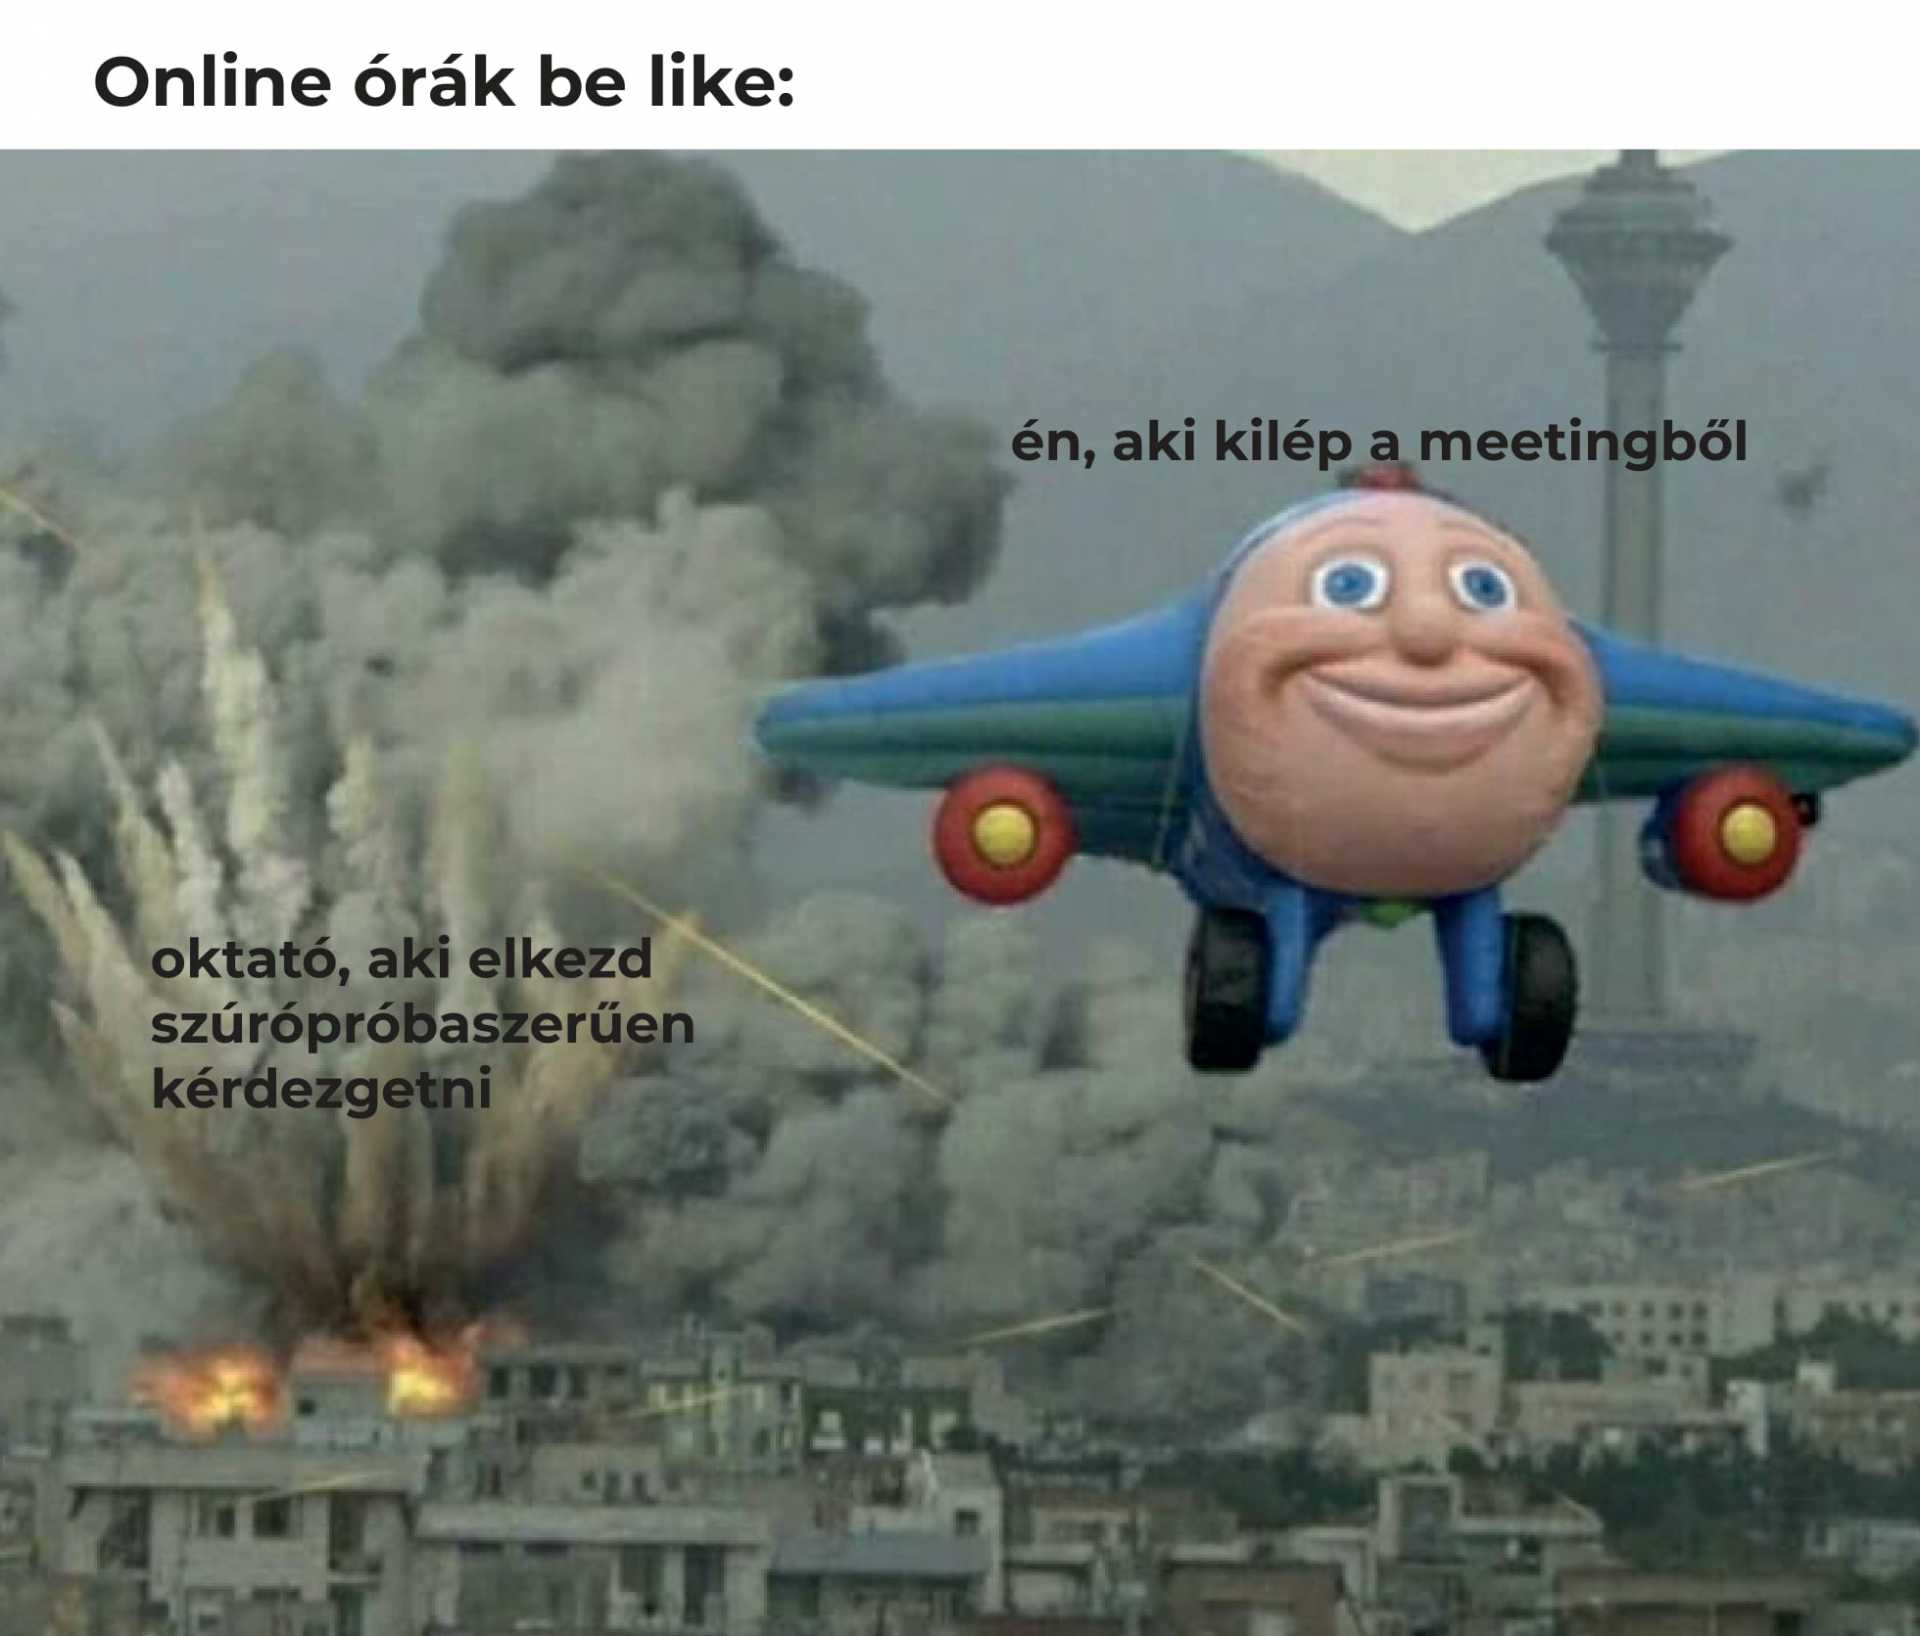 Online órák be like:
én, aki kilép a meetingből
oktató, aki elkezd
szúrópróbaszerűen
kérdezgetni